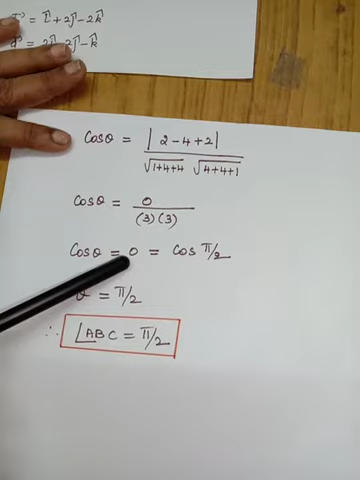 = î + 2ĵ - 2k̂
= 2î 2ĵ - k̂
Cosθ = |2-4+2| / √1+4+4 √4+4+1
Cosθ = 0 / (3)(3)
Cosθ = 0 = Cos π/2
θ = π/2
∴ ∠ABC = π/2